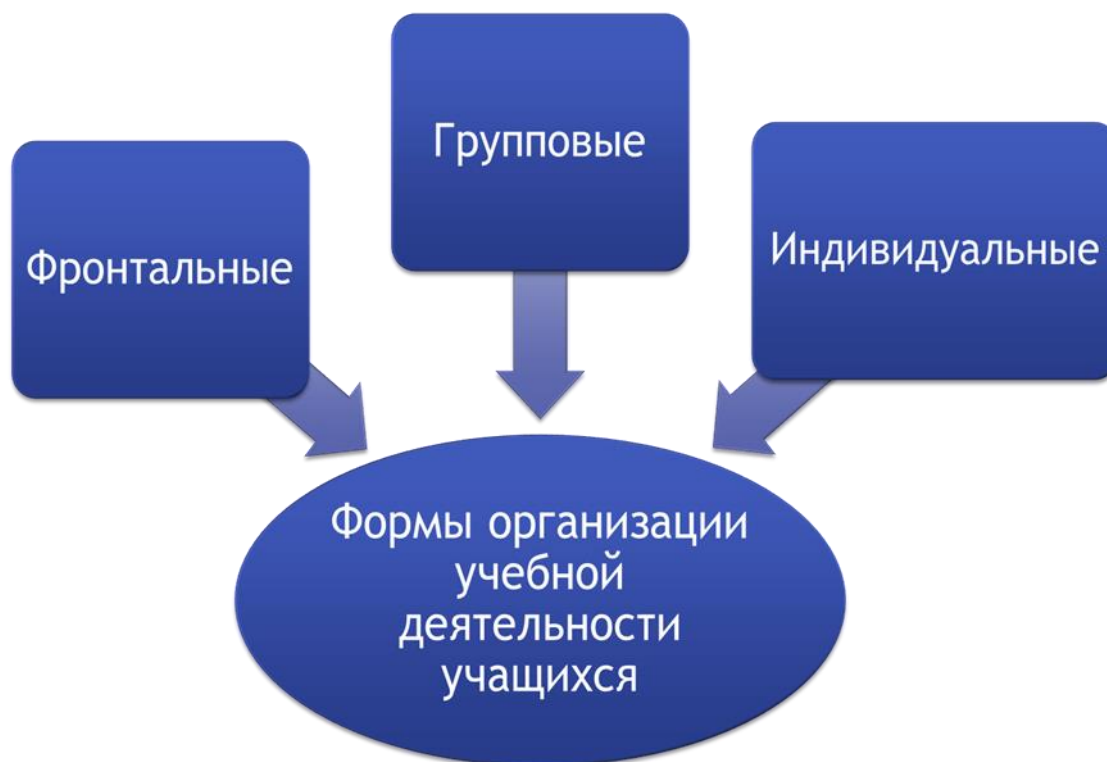 Групповые
Фронтальные
Индивидуальные
Формы организации
учебной
деятельности
учащихся